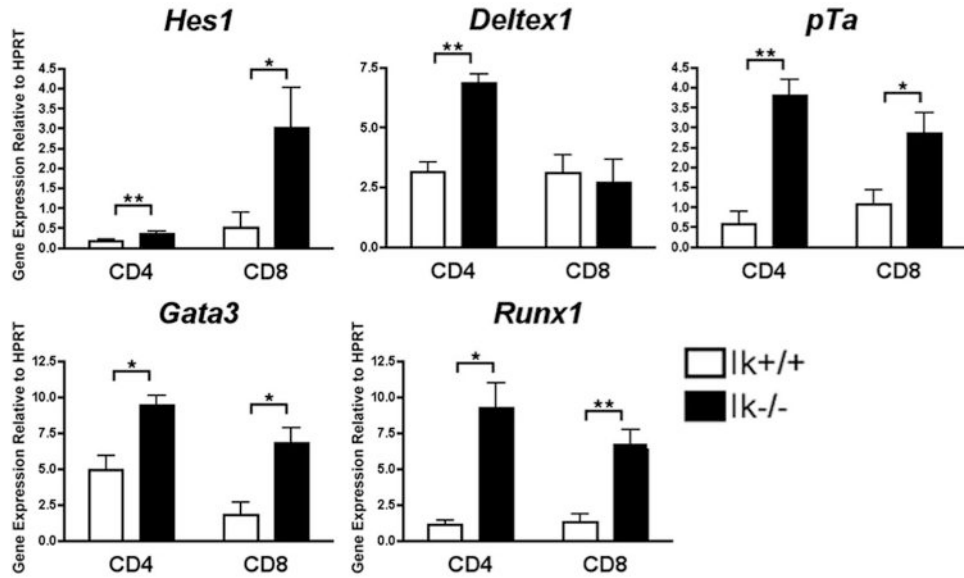 Hes1
Deltex1
pTa
Gene Expression Relative to HPRT
4.5
4.0
3.5
3.0
2.5
2.0
1.5
1.0
0.5
0.0
**
*
CD4
CD8
7.5
5.0
2.5
0.0
**
CD4
CD8
4.5
4.0
3.5
3.0
2.5
2.0
1.5
1.0
0.5
0.0
**
*
CD4
CD8
Gata3
Runx1
Gene Expression Relative to HPRT
12.5
10.0
7.5
5.0
2.5
0.0
*
*
CD4
CD8
Gene Expression Relative to HPRT
12.5
10.0
7.5
5.0
2.5
0.0
*
**
CD4
CD8
Ik+/+
Ik-/-